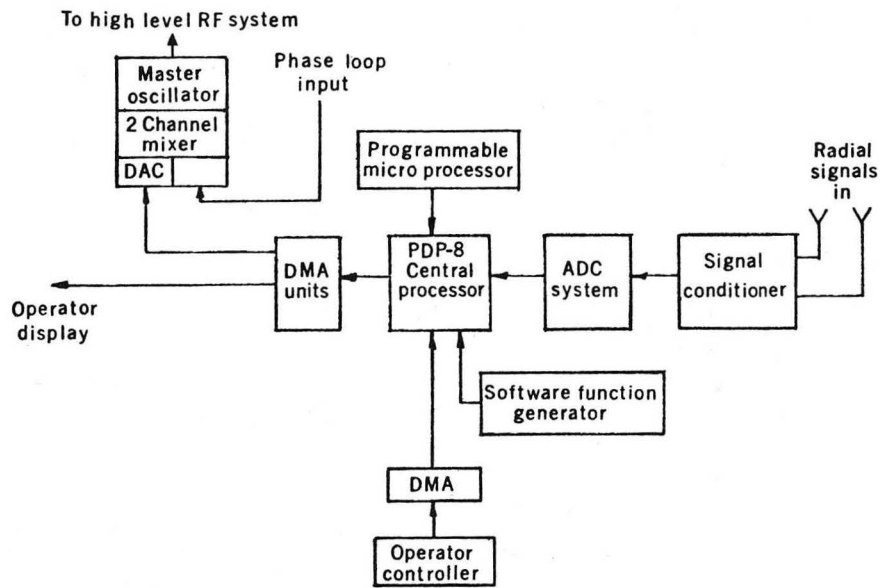 To high level RF system
Master
oscillator
2 Channel
mixer
DAC
Phase loop
input
Programmable
micro processor
Radial
signals
in
DMA
units
PDP-8
Central
processor
ADC
system
Signal
conditioner
Operator
display
Software function
generator
DMA
Operator
controller